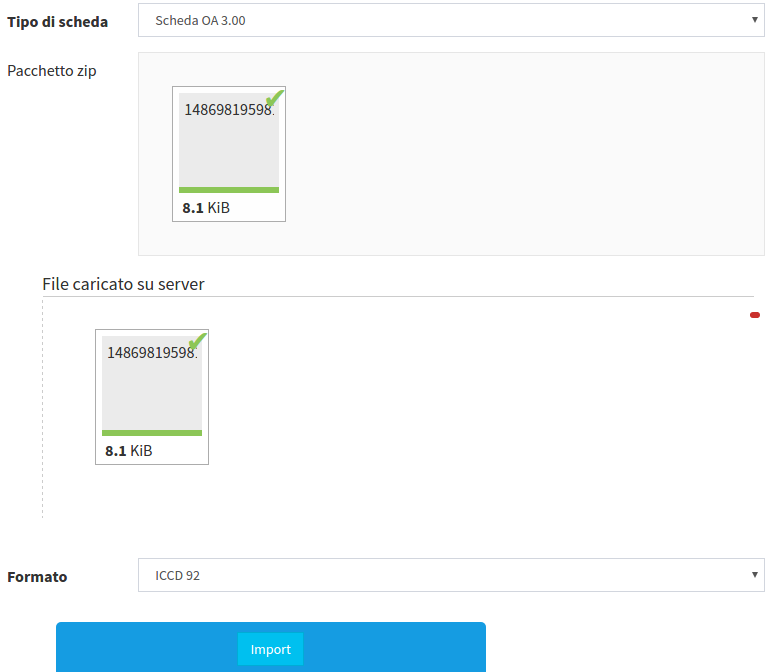 Tipo di scheda
Scheda OA 3.00
Pacchetto zip
14869819598
8.1 KiB
File caricato su server
14869819598
8.1 KiB
Formato
ICCD 92
Import